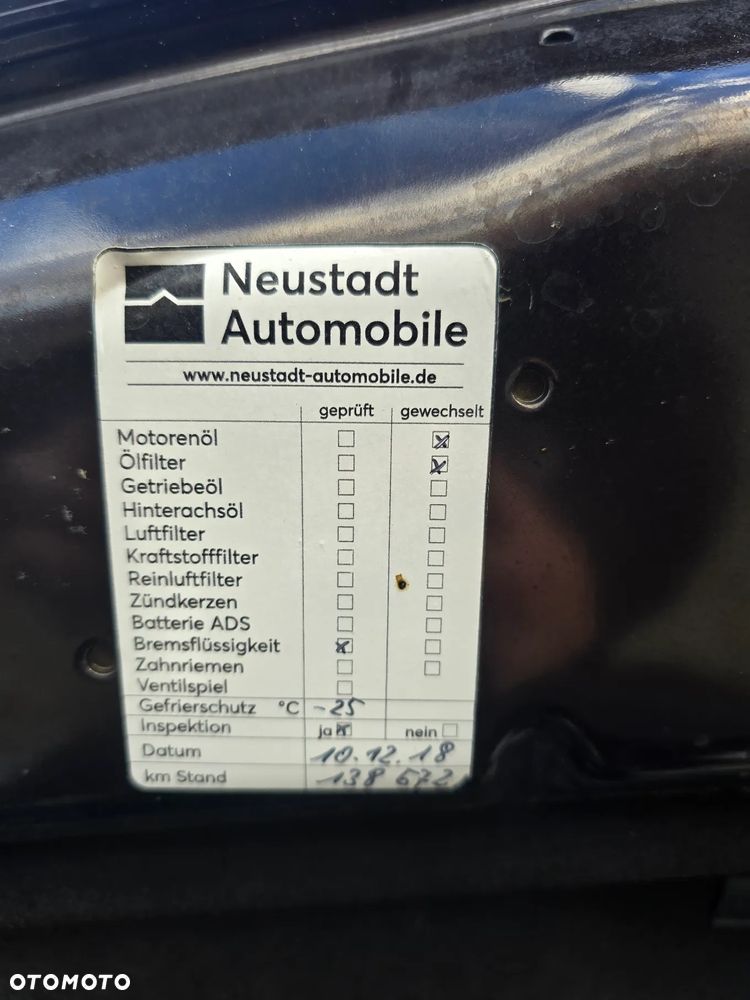 Neustadt
Automobile
www.neustadt-automobile.de
geprüft gewechselt
Motorenöl
Ölfilter
Getriebeöl
Hinterachsöl
Luftfilter
Kraftstofffilter
Reinluftfilter
Zündkerzen
Batterie ADS
Bremsflüssigkeit
Zahnriemen
Ventilspiel
Gefrierschutz °C -25
Inspektion ja nein
Datum 10.12.18
km Stand 138 672
OTOMOTO